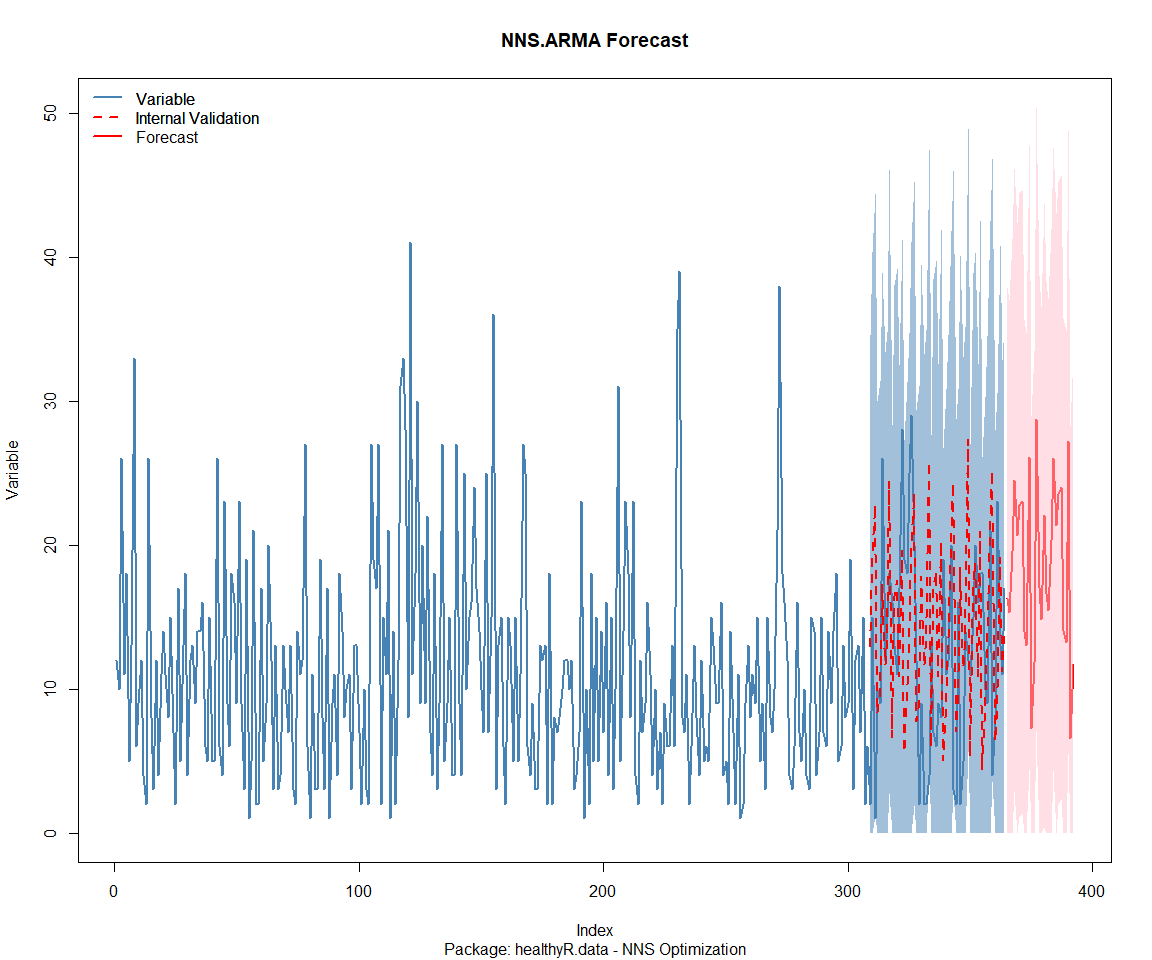 NNS.ARMA Forecast
Variable
Internal Validation
Forecast
50
40
30
20
10
0
Variable
0
100
200
300
400
Index
Package: healthyR.data - NNS Optimization